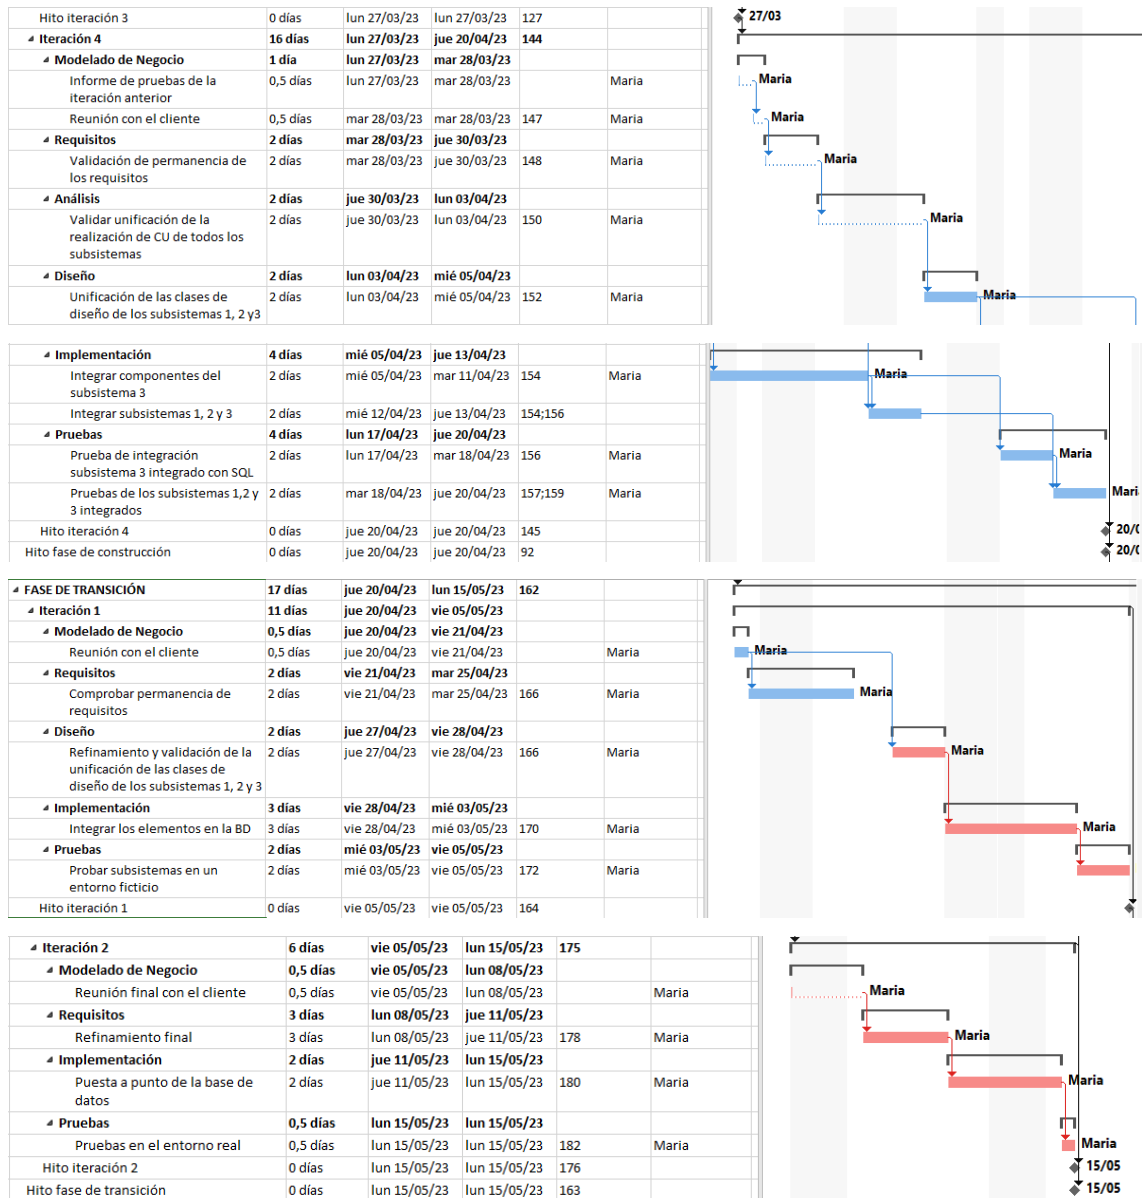 Hito iteración 3 0 días lun 27/03/23 lun 27/03/23 127 27/03
Iteración 4 16 días lun 27/03/23 jue 20/04/23 144
Modelado de Negocio 1 día lun 27/03/23 mar 28/03/23
Informe de pruebas de la 0,5 días lun 27/03/23 mar 28/03/23 Maria Maria
iteración anterior
Reunión con el cliente 0,5 días mar 28/03/23 mar 28/03/23 147 Maria Maria
Requisitos 2 días mar 28/03/23 jue 30/03/23
Validación de permanencia de 2 días mar 28/03/23 jue 30/03/23 148 Maria Maria
los requisitos
Análisis 2 días jue 30/03/23 lun 03/04/23
Validar unificación de la 2 días jue 30/03/23 lun 03/04/23 150 Maria Maria
realización de CU de todos los
subsistemas
Diseño 2 días lun 03/04/23 mié 05/04/23
Unificación de las clases de 2 días lun 03/04/23 mié 05/04/23 152 Maria Maria
diseño de los subsistemas 1, 2 y3
Implementación 4 días mié 05/04/23 jue 13/04/23
Integrar componentes del 2 días mié 05/04/23 mar 11/04/23 154 Maria Maria
subsistema 3
Integrar subsistemas 1, 2 y 3 2 días mié 12/04/23 jue 13/04/23 154;156
Pruebas 4 días lun 17/04/23 jue 20/04/23
Prueba de integración 2 días lun 17/04/23 mar 18/04/23 156 Maria Maria
subsistema 3 integrado con SQL
Pruebas de los subsistemas 1,2 y 2 días mar 18/04/23 jue 20/04/23 157;159 Maria Mari
3 integrados
Hito iteración 4 0 días jue 20/04/23 jue 20/04/23 145 20/0
Hito fase de construcción 0 días jue 20/04/23 jue 20/04/23 92 20/0
FASE DE TRANSICIÓN 17 días jue 20/04/23 lun 15/05/23 162
Iteración 1 11 días jue 20/04/23 vie 05/05/23
Modelado de Negocio 0,5 días jue 20/04/23 vie 21/04/23
Reunión con el cliente 0,5 días jue 20/04/23 vie 21/04/23 Maria Maria
Requisitos 2 días vie 21/04/23 mar 25/04/23
Comprobar permanencia de 2 días vie 21/04/23 mar 25/04/23 166 Maria Maria
requisitos
Diseño 2 días jue 27/04/23 vie 28/04/23
Refinamiento y validación de la 2 días jue 27/04/23 vie 28/04/23 166 Maria Maria
unificación de las clases de
diseño de los subsistemas 1, 2 y 3
Implementación 3 días vie 28/04/23 mié 03/05/23
Integrar los elementos en la BD 3 días vie 28/04/23 mié 03/05/23 170 Maria Maria
Pruebas 2 días mié 03/05/23 vie 05/05/23
Probar subsistemas en un 2 días mié 03/05/23 vie 05/05/23 172 Maria
entorno ficticio
Hito iteración 1 0 días vie 05/05/23 vie 05/05/23 164
Iteración 2 6 días vie 05/05/23 lun 15/05/23 175
Modelado de Negocio 0,5 días vie 05/05/23 lun 08/05/23
Reunión final con el cliente 0,5 días vie 05/05/23 lun 08/05/23 Maria Maria
Requisitos 3 días lun 08/05/23 jue 11/05/23
Refinamiento final 3 días lun 08/05/23 jue 11/05/23 178 Maria Maria
Implementación 2 días jue 11/05/23 lun 15/05/23
Puesta a punto de la base de 2 días jue 11/05/23 lun 15/05/23 180 Maria Maria
datos
Pruebas 0,5 días lun 15/05/23 lun 15/05/23
Pruebas en el entorno real 0,5 días lun 15/05/23 lun 15/05/23 182 Maria Maria
Hito iteración 2 0 días lun 15/05/23 lun 15/05/23 176 15/05
Hito fase de transición 0 días lun 15/05/23 lun 15/05/23 163 15/05